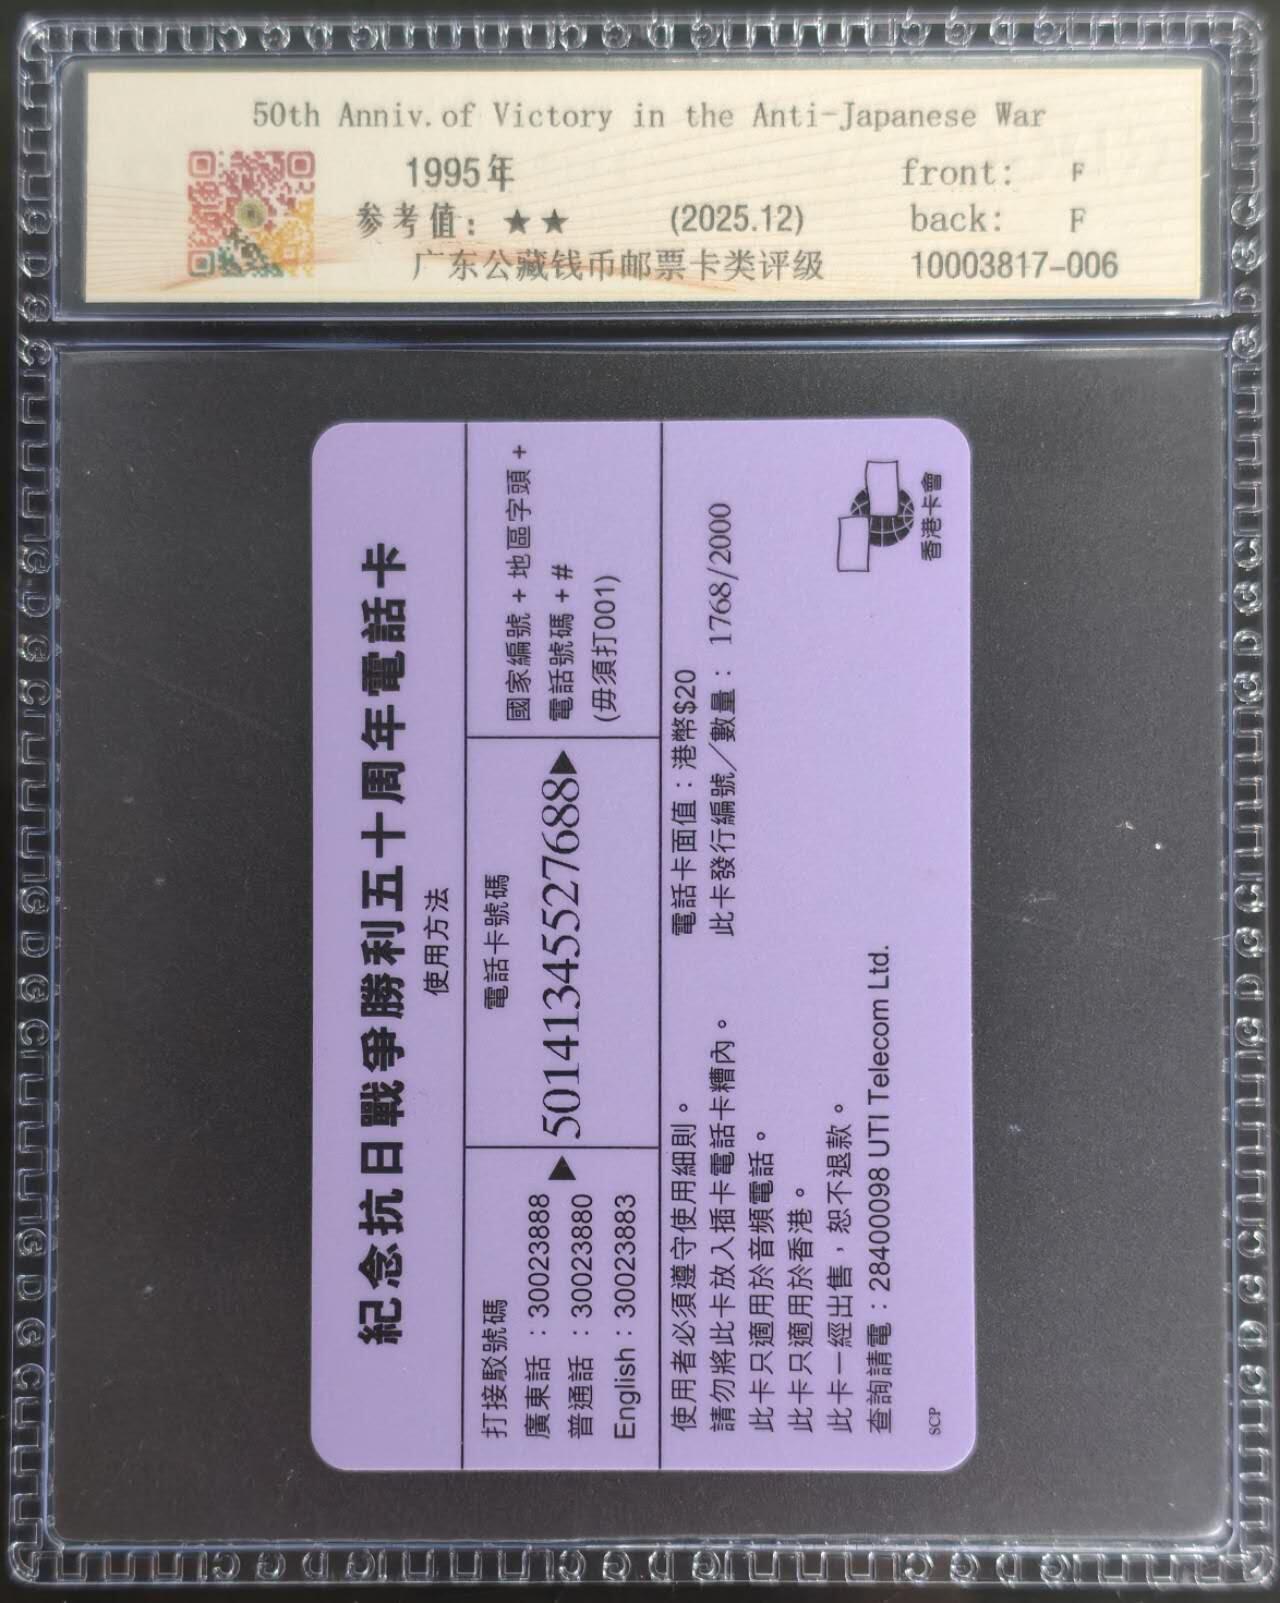 50th Anniv.of Victory in the Anti-Japanese War
1995年
front: F
参考值: ★★ (2025.12)
back: F
广东公藏钱币邮票卡类评级
10003817-006
紀念抗日戰爭勝利五十周年電話卡
使用方法
打接駁號碼
廣東話：30023888
普通話：30023880
English：30023883
▶
電話卡號碼
50141345527688▶
國家編號 + 地區字頭 +
電話號碼 + #
(毋須打001)
使用者必須遵守使用細則。
請勿將此卡放入插卡電話卡糟內。
此卡只適用於音頻電話。
此卡只適用於香港。
此卡一經出售，恕不退款。
查詢請電：28400098 UTI Telecom Ltd.
電話卡面值：港幣$20
此卡發行編號／數量： 1768/2000
香港卡會
SCP